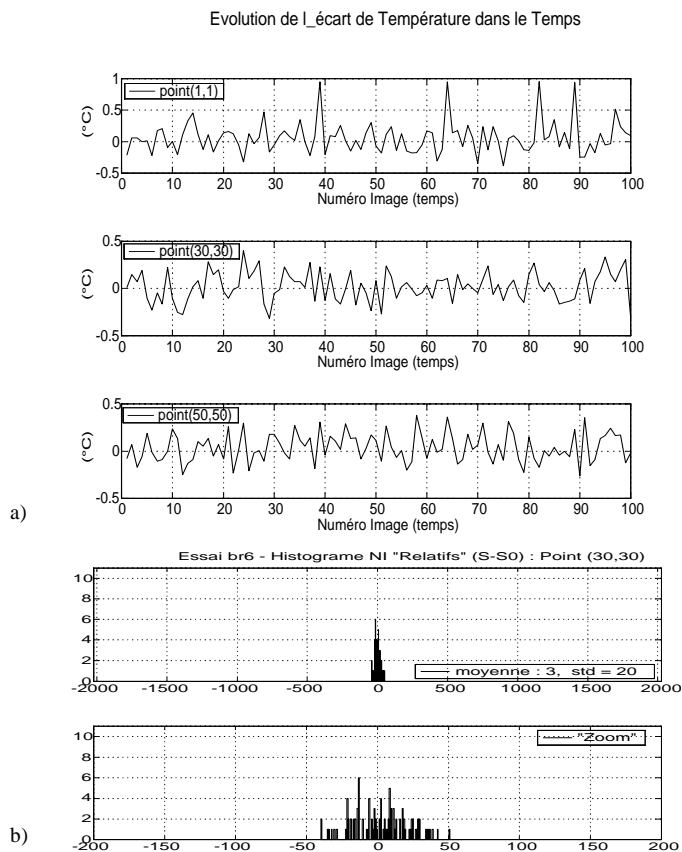 Evolution de l_écart de Température dans le Temps
1
point(1,1)
0.5
(°C)
0
-0.5
0 10 20 30 40 50 60 70 80 90 100
Numéro Image (temps)
0.5
point(30,30)
(°C)
0
-0.5
0 10 20 30 40 50 60 70 80 90 100
Numéro Image (temps)
0.5
point(50,50)
(°C)
0
-0.5
0 10 20 30 40 50 60 70 80 90 100
a)
Numéro Image (temps)
Essai br6 - Histograme NI "Relatifs" (S-S0) : Point (30,30)
10
8
6
4
2
moyenne : 3, std = 20
0
-2000 -1500 -1000 -500 0 500 1000 1500 2000
10
"Zoom"
8
6
4
2
b)
0
-200 -150 -100 -50 0 50 100 150 200